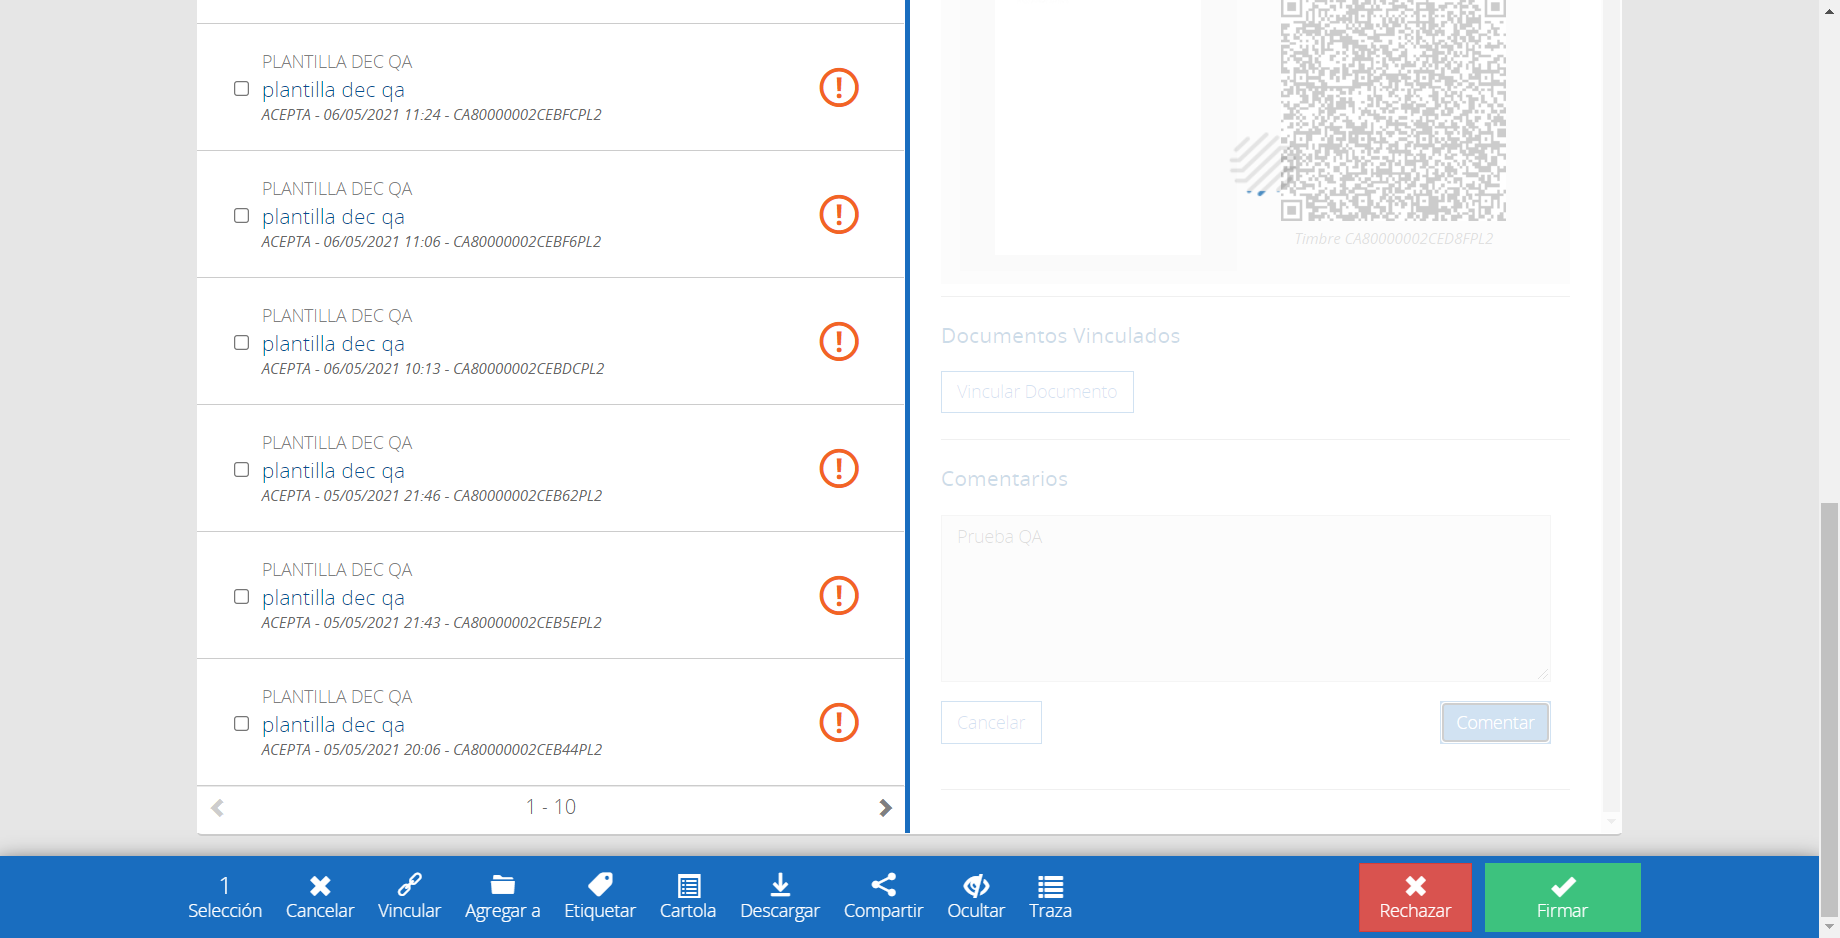 PLANTILLA DEC QA
plantilla dec qa
ACEPTA - 06/05/2021 11:24 - CA80000002CEBFCPL2
PLANTILLA DEC QA
plantilla dec qa
ACEPTA - 06/05/2021 11:06 - CA80000002CEBF6PL2
PLANTILLA DEC QA
plantilla dec qa
ACEPTA - 06/05/2021 10:13 - CA80000002CEBDCPL2
PLANTILLA DEC QA
plantilla dec qa
ACEPTA - 05/05/2021 21:46 - CA80000002CEB62PL2
PLANTILLA DEC QA
plantilla dec qa
ACEPTA - 05/05/2021 21:43 - CA80000002CEB5EPL2
PLANTILLA DEC QA
plantilla dec qa
ACEPTA - 05/05/2021 20:06 - CA80000002CEB44PL2
1 - 10
Timbre CA80000002CED8FPL2
Documentos Vinculados
Vincular Documento
Comentarios
Prueba QA
Cancelar
Comentar
1
Selección
Cancelar
Vincular
Agregar a
Etiquetar
Cartola
Descargar
Compartir
Ocultar
Traza
Rechazar
Firmar